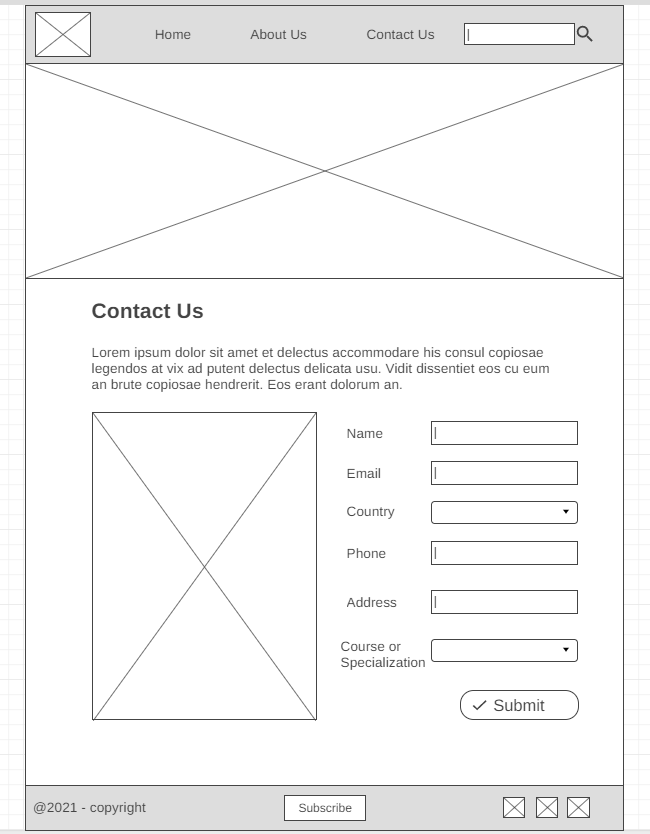 Home About Us Contact Us
Contact Us
Lorem ipsum dolor sit amet et delectus accommodare his consul copiosae
legendos at vix ad putent delectus delicata usu. Vidit dissentiet eos cu eum
an brute copiosae hendrerit. Eos erant dolorum an.
Name
Email
Country
Phone
Address
Course or
Specialization
Submit
@2021 - copyright
Subscribe